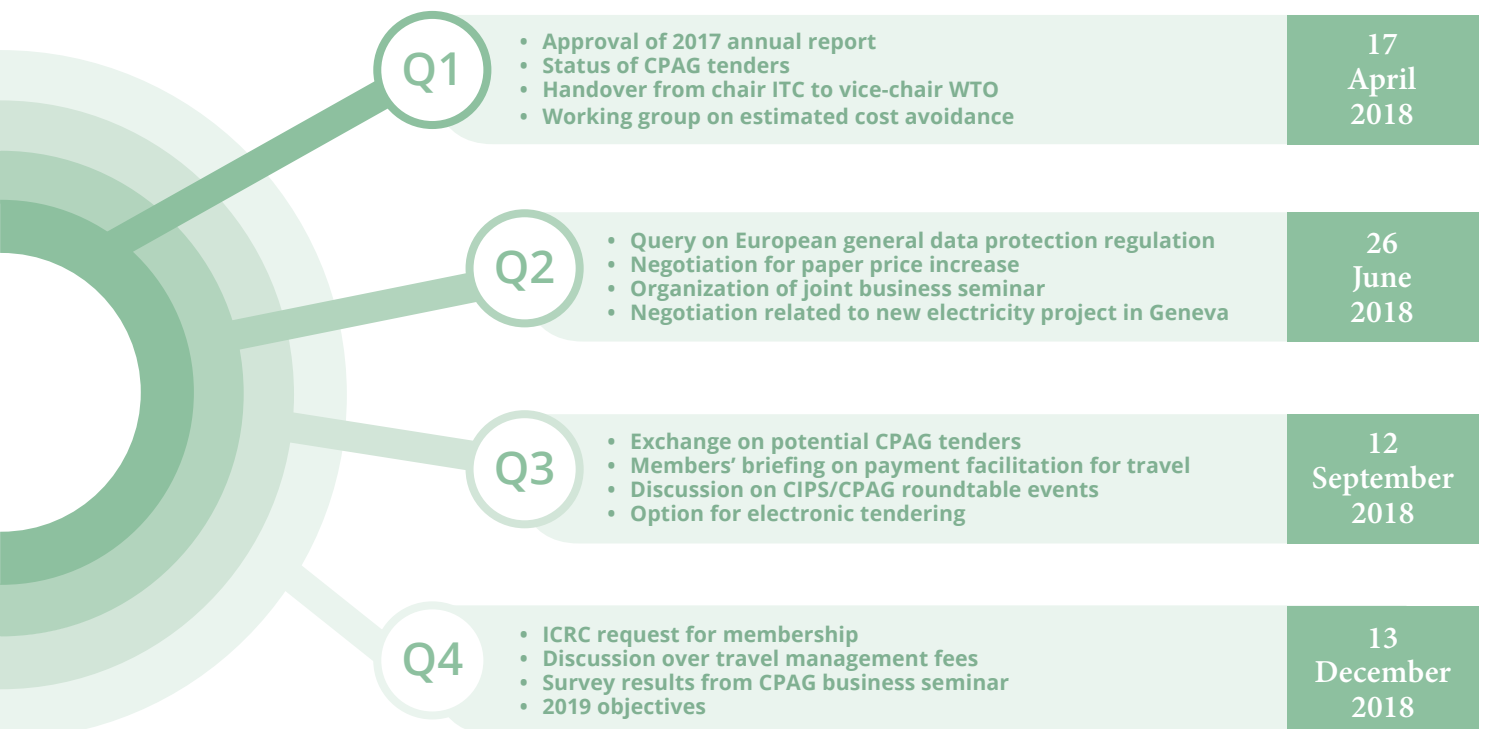 Q1
• Approval of 2017 annual report
• Status of CPAG tenders
• Handover from chair ITC to vice-chair WTO
• Working group on estimated cost avoidance
17
April
2018
Q2
• Query on European general data protection regulation
• Negotiation for paper price increase
• Organization of joint business seminar
• Negotiation related to new electricity project in Geneva
26
June
2018
Q3
• Exchange on potential CPAG tenders
• Members’ briefing on payment facilitation for travel
• Discussion on CIPS/CPAG roundtable events
• Option for electronic tendering
12
September
2018
Q4
• ICRC request for membership
• Discussion over travel management fees
• Survey results from CPAG business seminar
• 2019 objectives
13
December
2018